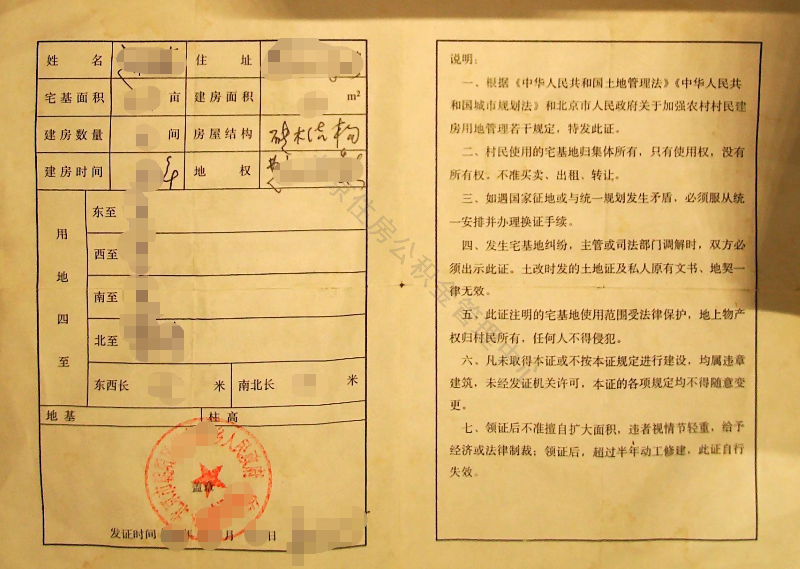 姓名
住址
宅基面积
亩
建房面积
m²
建房数量
间
房屋结构
砖木结构
建房时间
年
地权
用地四至
东至
西至
南至
北至
东西长
米
南北长
米
地基
柱高
人民政府
盖章
发证时间 年 月 日
说明:
一、根据《中华人民共和国土地管理法》《中华人民共
和国城市规划法》和北京市人民政府关于加强农村村民建
房用地管理若干规定，特发此证。
二、村民使用的宅基地归集体所有，只有使用权，没有
所有权。不准买卖、出租、转让。
三、如遇国家征地或与统一规划发生矛盾，必须服从统
一安排并办理换证手续。
四、发生宅基地纠纷，主管或司法部门调解时，双方必
须出示此证。土改时发的土地证及私人原有文书、地契一
律无效。
五、此证注明的宅基地使用范围受法律保护，地上物产
权归村民所有，任何人不得侵犯。
六、凡未取得本证或不按本证规定进行建设，均属违章
建筑，未经发证机关许可，本证的各项规定均不得随意变
更。
七、领证后不准擅自扩大面积，违者视情节轻重，给予
经济或法律制裁；领证后，超过半年动工修建，此证自行
失效。
京住房公积金管理中心